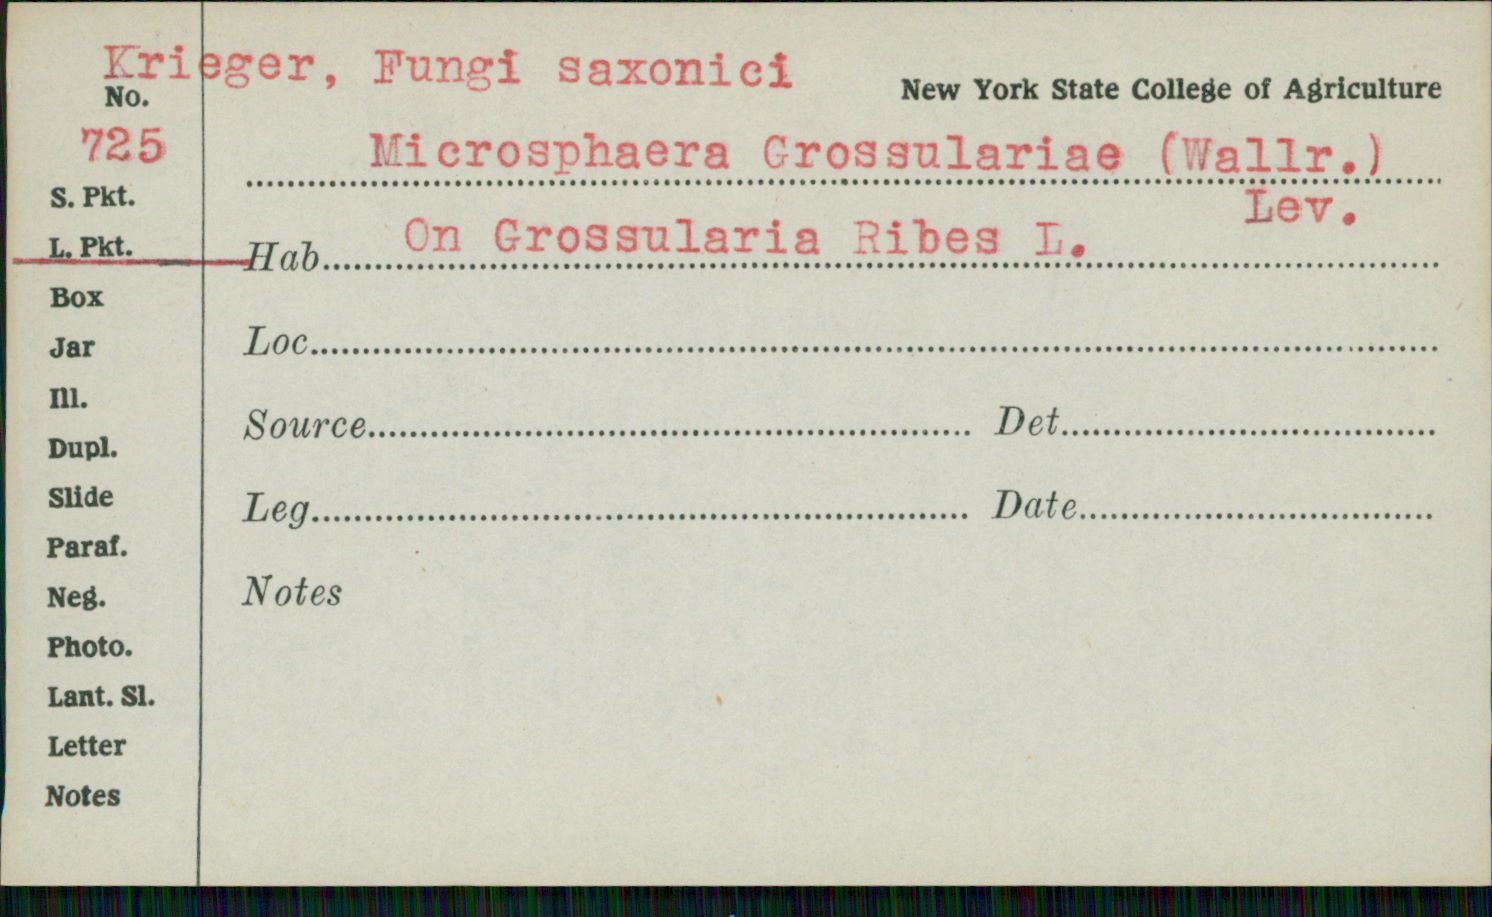 Krieger, Fungi saxonici
No.
New York State College of Agriculture
725
Microsphaera Grossulariae (Wallr.)
Lev.
S. Pkt.
L. Pkt.
Hab. On Grossularia Ribes L.
Box
Loc.
Jar
Ill.
Source Det.
Dupl.
Slide
Leg. Date
Paraf.
Neg.
Notes
Photo.
Lant. Sl.
Letter
Notes